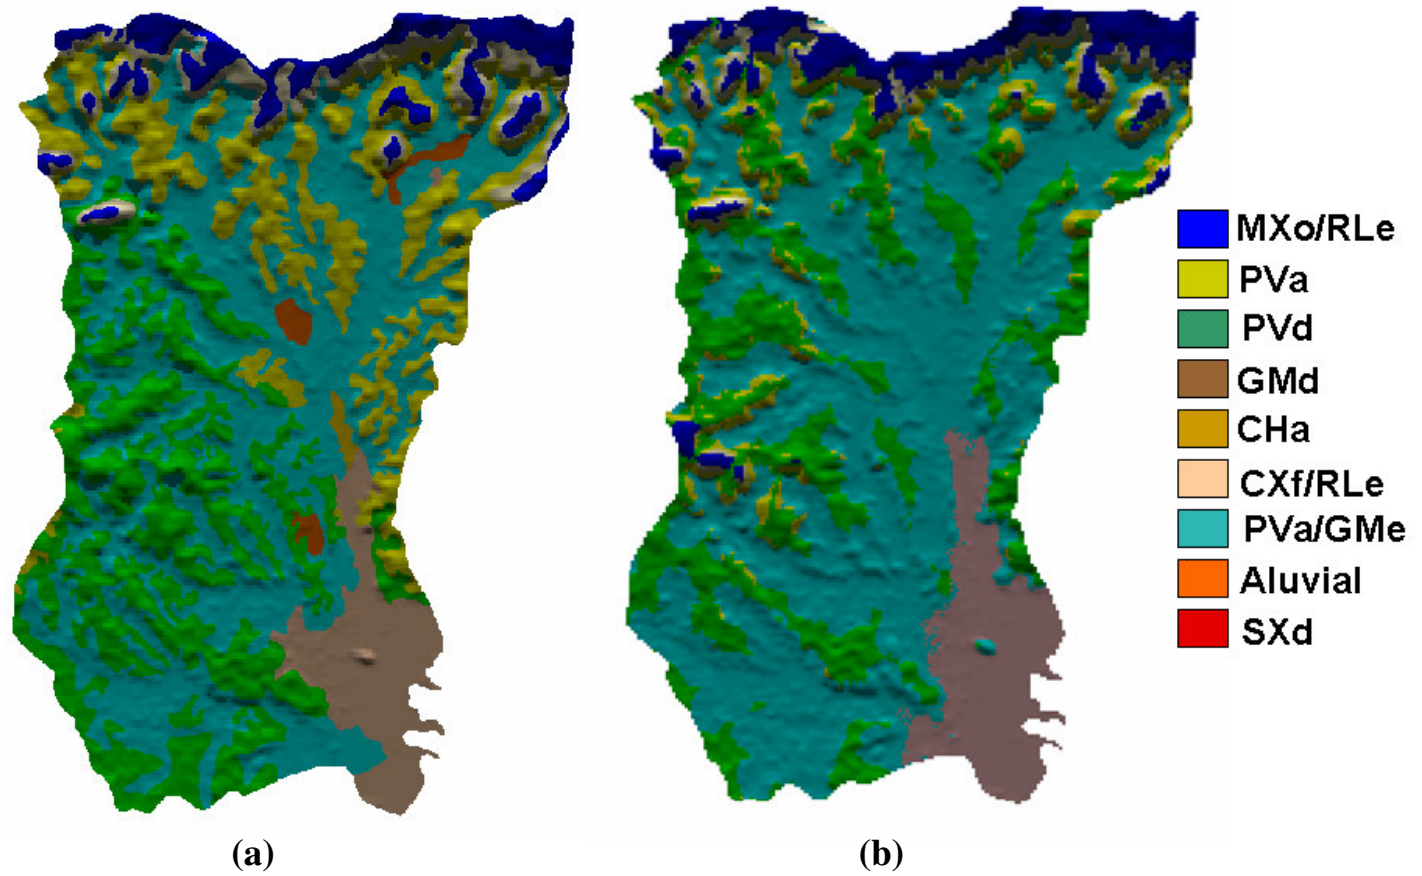 MXo/RLe
PVa
PVd
GMd
CHa
CXf/RLe
PVa/GMe
Aluvial
SXd
(a) (b)